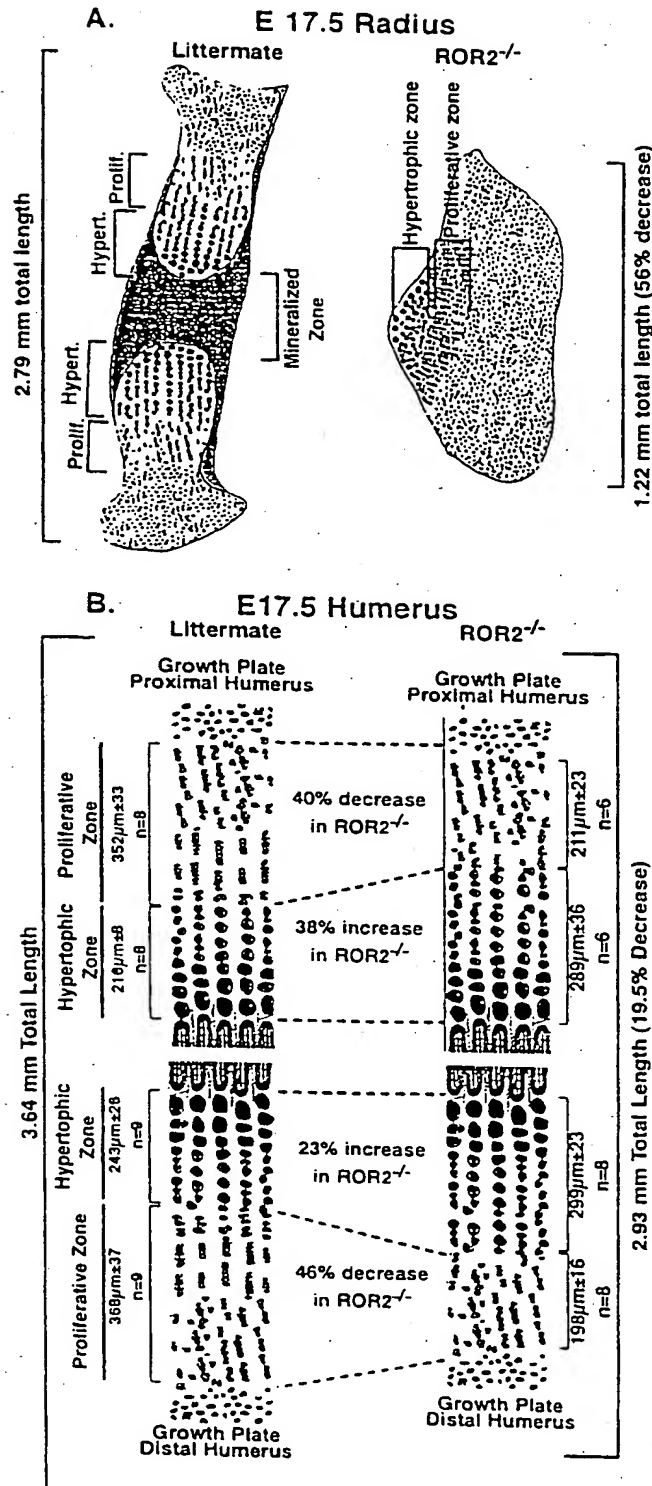 A.
E 17.5 Radius
Littermate
ROR2-/-
2.79 mm total length
Prolif.
Hypert.
Hypert.
Prolif.
Mineralized
Zone
Hypertrophic zone
Proliferative zone
1.22 mm total length (56% decrease)
B.
E17.5 Humerus
Littermate
ROR2-/-
Growth Plate
Proximal Humerus
Growth Plate
Proximal Humerus
3.64 mm Total Length
Proliferative
Zone
352µm±33
n=8
40% decrease
in ROR2-/-
211µm±23
n=6
Hypertophic
Zone
n=8
38% increase
in ROR2-/-
289µm±36
n=6
Hypertophic
Zone
n=9
23% increase
in ROR2-/-
299µm±23
n=8
Proliferative Zone
368µm±37
n=9
46% decrease
in ROR2-/-
198µm±16
n=8
Growth Plate
Distal Humerus
Growth Plate
Distal Humerus
2.93 mm Total Length (19.5% Decrease)